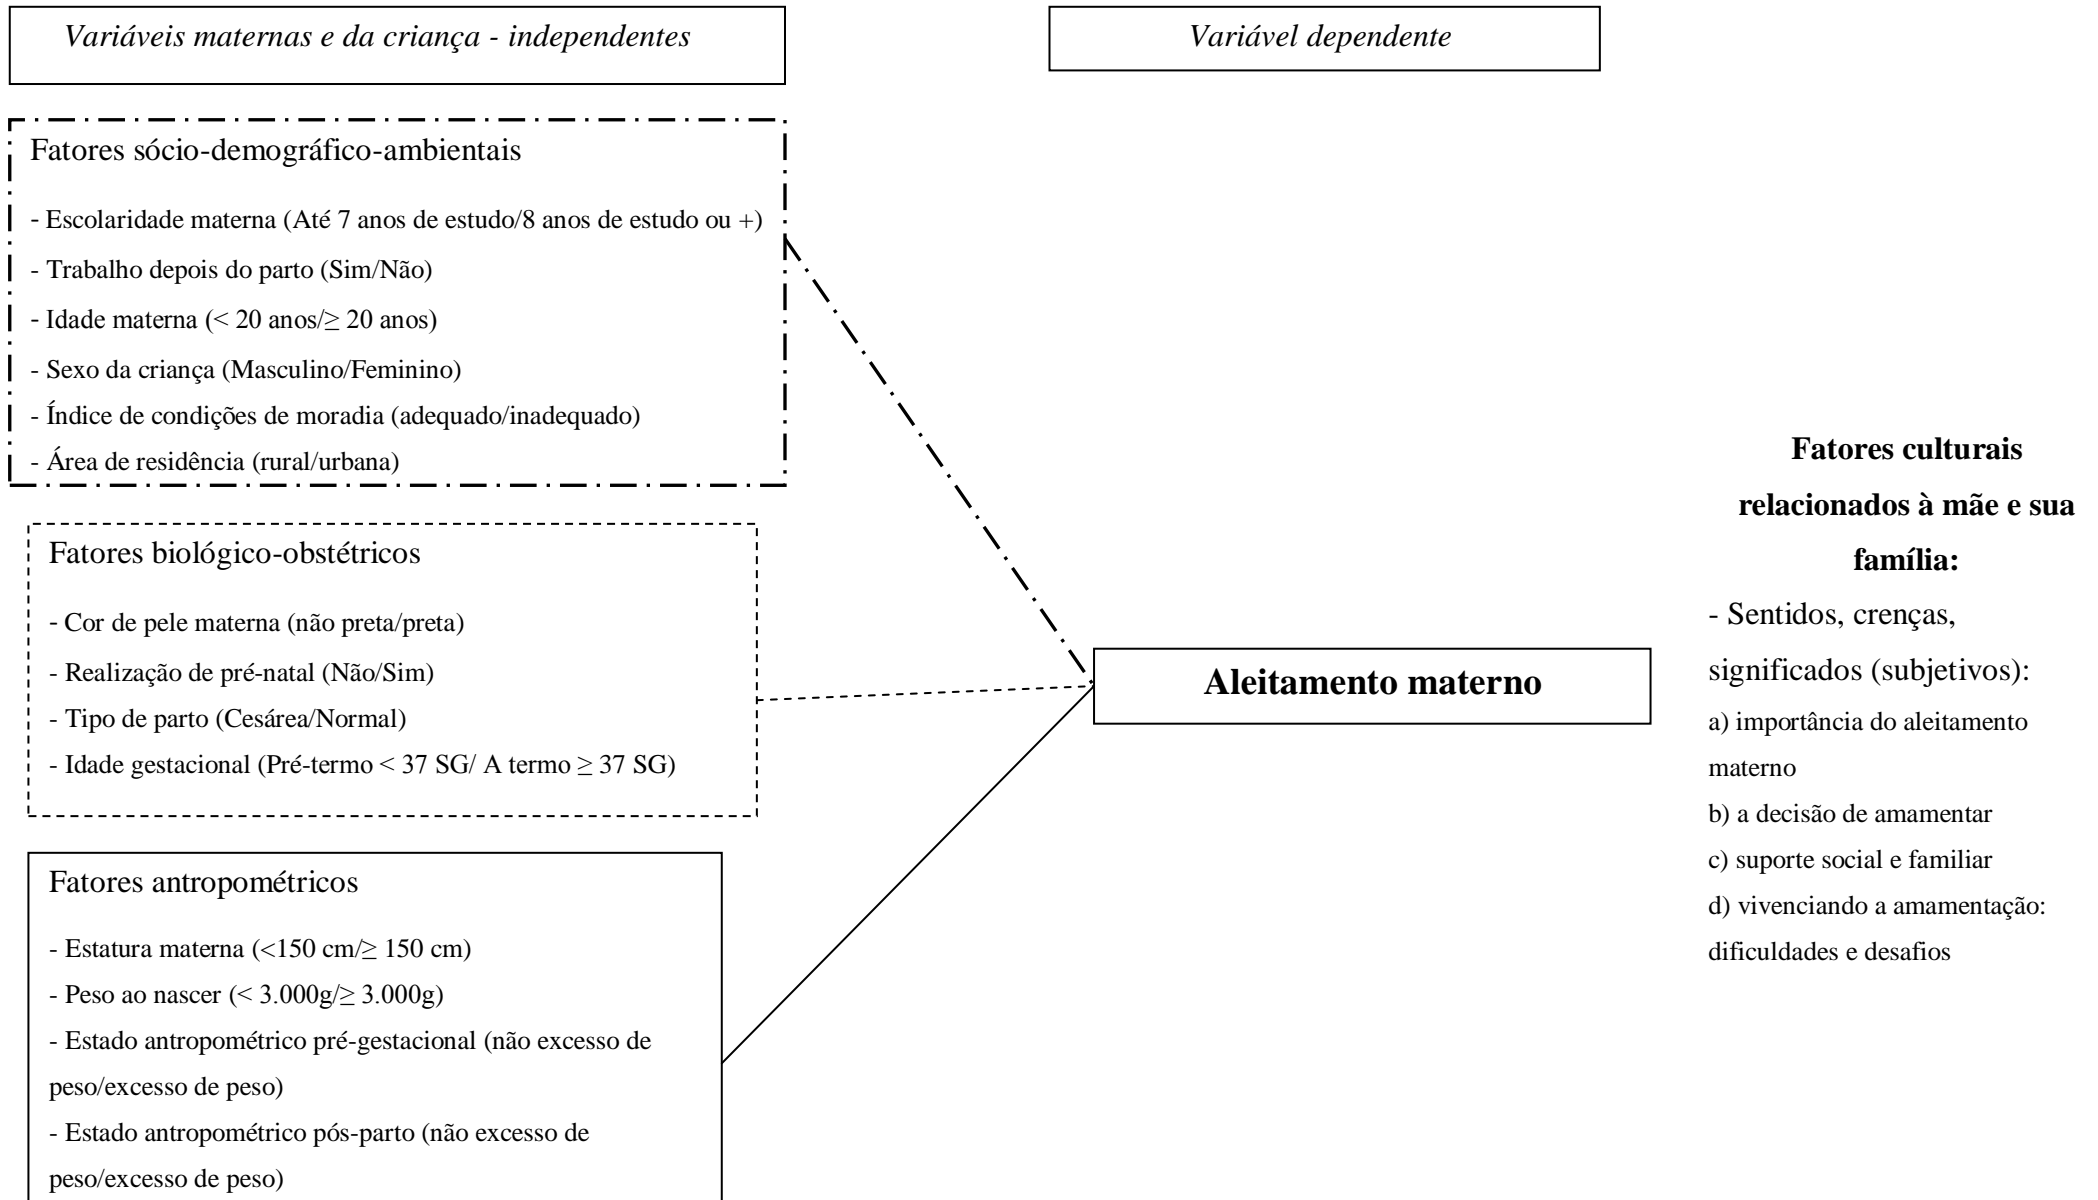 Variáveis maternas e da criança - independentes
Variável dependente
Fatores sócio-demográfico-ambientais
- Escolaridade materna (Até 7 anos de estudo/8 anos de estudo ou +)
- Trabalho depois do parto (Sim/Não)
- Idade materna (< 20 anos/≥ 20 anos)
- Sexo da criança (Masculino/Feminino)
- Índice de condições de moradia (adequado/inadequado)
- Área de residência (rural/urbana)
Fatores biológico-obstétricos
- Cor de pele materna (não preta/preta)
- Realização de pré-natal (Não/Sim)
- Tipo de parto (Cesárea/Normal)
- Idade gestacional (Pré-termo < 37 SG/ A termo ≥ 37 SG)
Fatores antropométricos
- Estatura materna (<150 cm/≥ 150 cm)
- Peso ao nascer (< 3.000g/≥ 3.000g)
- Estado antropométrico pré-gestacional (não excesso de
peso/excesso de peso)
- Estado antropométrico pós-parto (não excesso de
peso/excesso de peso)
Aleitamento materno
Fatores culturais
relacionados à mãe e sua
família:
- Sentidos, crenças,
significados (subjetivos):
a) importância do aleitamento
materno
b) a decisão de amamentar
c) suporte social e familiar
d) vivenciando a amamentação:
dificuldades e desafios